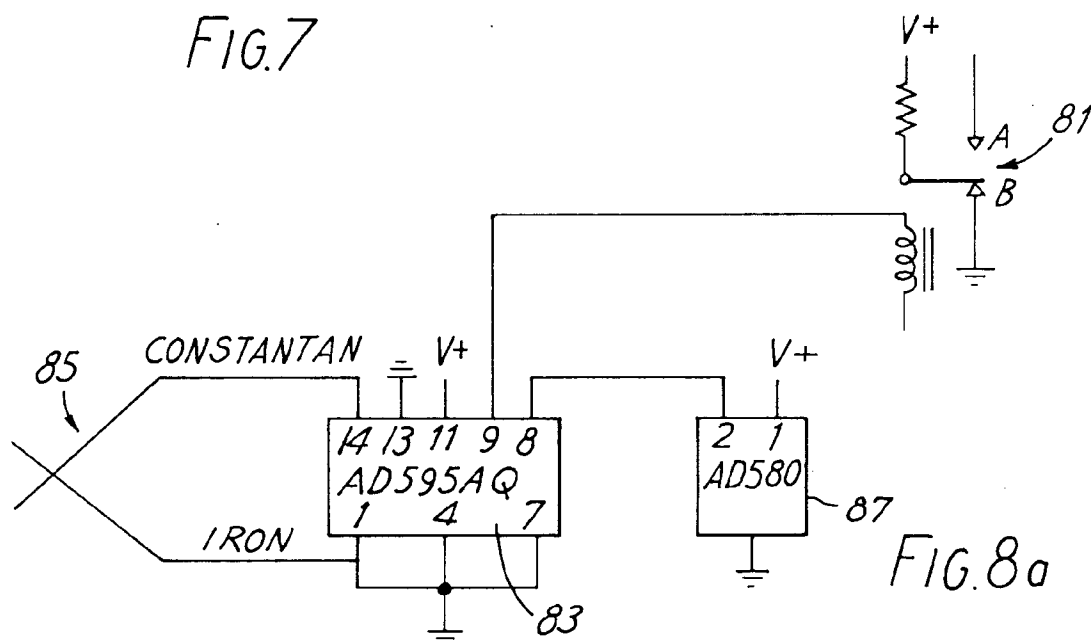 FIG.7
V+
A
81
B
CONSTANTAN
V+
V+
85
14 13 11 9 8
2 1
AD595AQ
AD580
1 4 7
87
IRON
FIG.8a
83